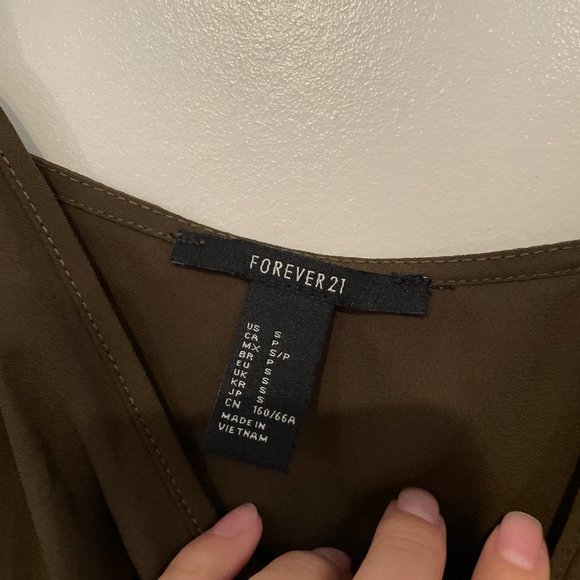 FOREVER 21
US S
CA P
MX S/P
BR P
EU S
UK S
KR S
JP S
CN 160/66A
MADE IN
VIETNAM